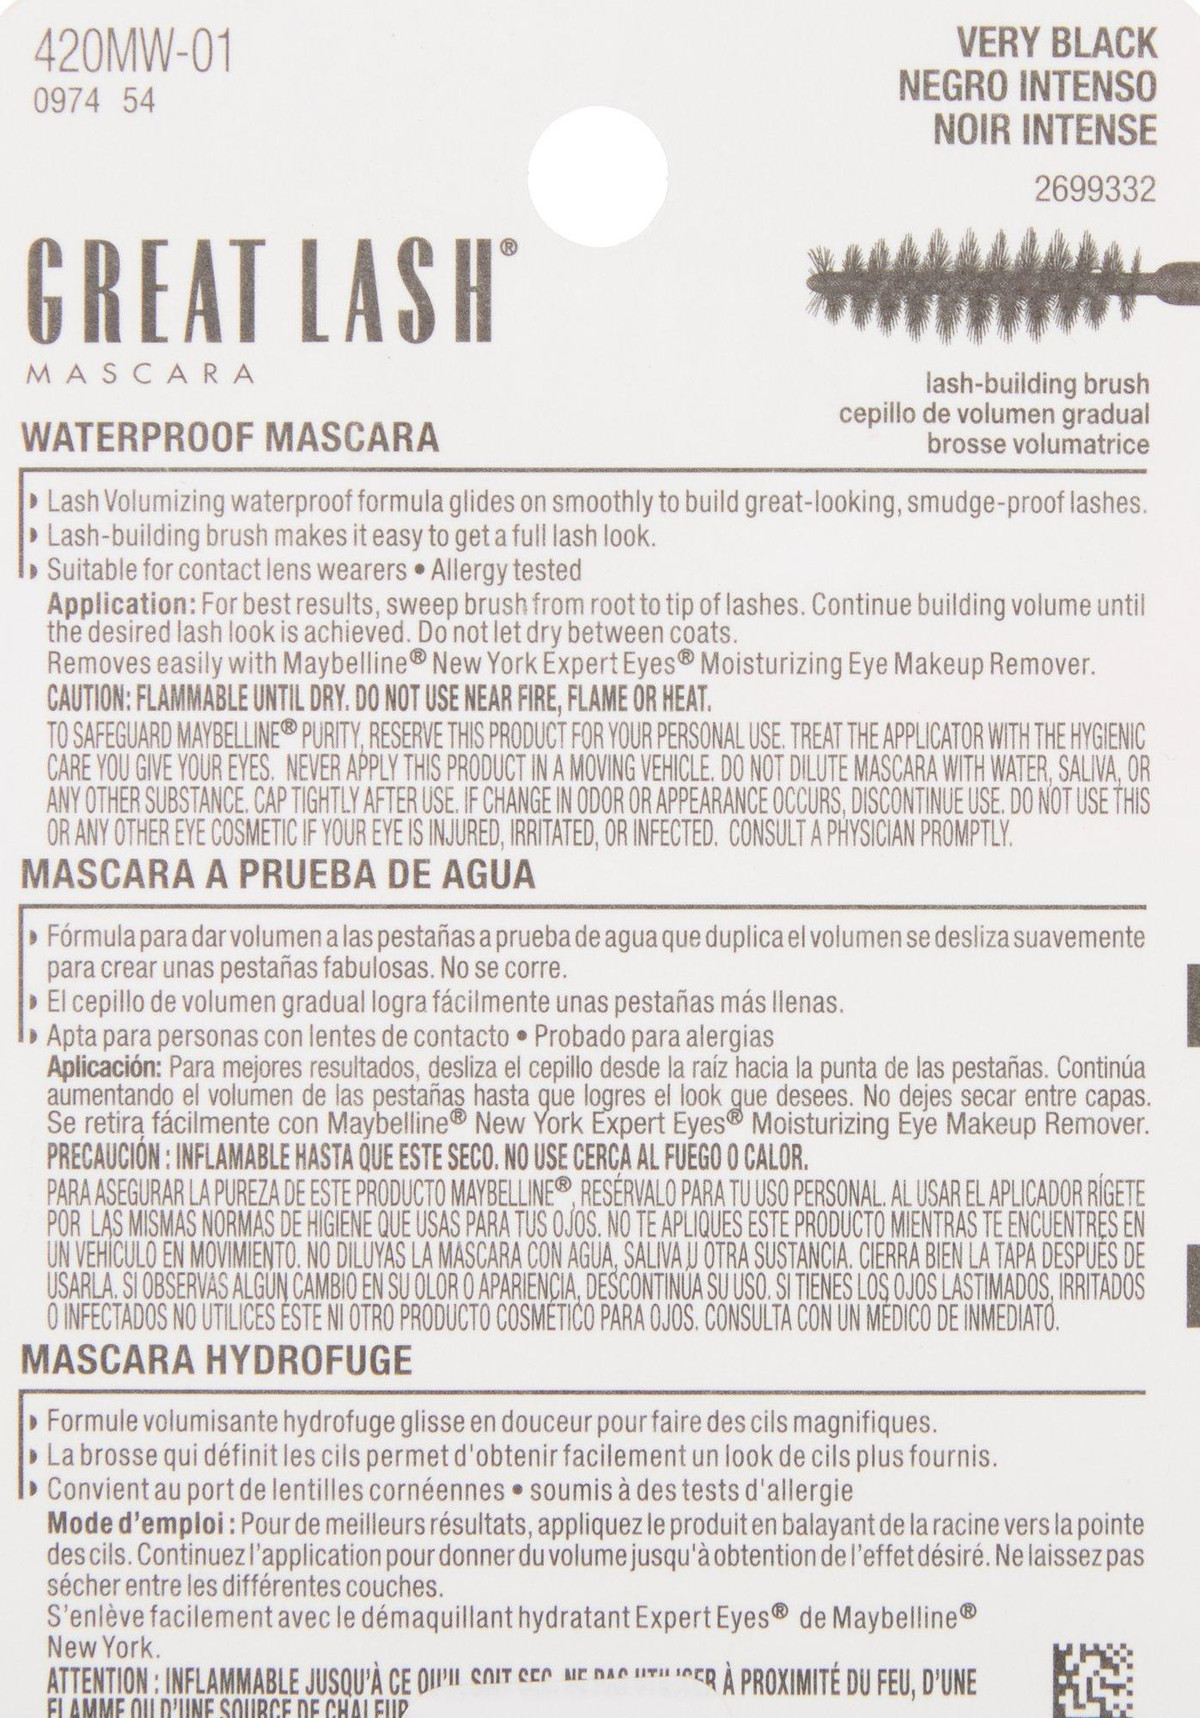 420MW-01
0974 54
VERY BLACK
NEGRO INTENSO
NOIR INTENSE
2699332
GREAT LASH®
MASCARA
lash-building brush
cepillo de volumen gradual
brosse volumatrice
WATERPROOF MASCARA
Lash Volumizing waterproof formula glides on smoothly to build great-looking, smudge-proof lashes.
Lash-building brush makes it easy to get a full lash look.
Suitable for contact lens wearers • Allergy tested
Application: For best results, sweep brush from root to tip of lashes. Continue building volume until
the desired lash look is achieved. Do not let dry between coats.
Removes easily with Maybelline® New York Expert Eyes® Moisturizing Eye Makeup Remover.
CAUTION: FLAMMABLE UNTIL DRY. DO NOT USE NEAR FIRE, FLAME OR HEAT.
TO SAFEGUARD MAYBELLINE® PURITY, RESERVE THIS PRODUCT FOR YOUR PERSONAL USE. TREAT THE APPLICATOR WITH THE HYGIENIC
CARE YOU GIVE YOUR EYES. NEVER APPLY THIS PRODUCT IN A MOVING VEHICLE. DO NOT DILUTE MASCARA WITH WATER, SALIVA, OR
ANY OTHER SUBSTANCE. CAP TIGHTLY AFTER USE. IF CHANGE IN ODOR OR APPEARANCE OCCURS, DISCONTINUE USE. DO NOT USE THIS
OR ANY OTHER EYE COSMETIC IF YOUR EYE IS INJURED, IRRITATED, OR INFECTED. CONSULT A PHYSICIAN PROMPTLY.
MASCARA A PRUEBA DE AGUA
Fórmula para dar volumen a las pestañas a prueba de agua que duplica el volumen se desliza suavemente
para crear unas pestañas fabulosas. No se corre.
El cepillo de volumen gradual logra fácilmente unas pestañas más llenas.
Apta para personas con lentes de contacto • Probado para alergias
Aplicación: Para mejores resultados, desliza el cepillo desde la raíz hacia la punta de las pestañas. Continúa
aumentando el volumen de las pestañas hasta que logres el look que desees. No dejes secar entre capas.
Se retira fácilmente con Maybelline® New York Expert Eyes® Moisturizing Eye Makeup Remover.
PRECAUCIÓN : INFLAMABLE HASTA QUE ESTE SECO. NO USE CERCA AL FUEGO O CALOR.
PARA ASEGURAR LA PUREZA DE ESTE PRODUCTO MAYBELLINE®, RESÉRVALO PARA TU USO PERSONAL. AL USAR EL APLICADOR RÍGETE
POR LAS MISMAS NORMAS DE HIGIENE QUE USAS PARA TUS OJOS. NO TE APLIQUES ESTE PRODUCTO MIENTRAS TE ENCUENTRES EN
UN VEHÍCULO EN MOVIMIENTO. NO DILUYAS LA MÁSCARA CON AGUA, SALIVA U OTRA SUSTANCIA. CIERRA BIEN LA TAPA DESPUÉS DE
USARLA. SI OBSERVAS ALGÚN CAMBIO EN SU OLOR O APARIENCIA, DESCONTINÚA SU USO. SI TIENES LOS OJOS LASTIMADOS, IRRITADOS
O INFECTADOS NO UTILICES ÉSTE NI OTRO PRODUCTO COSMÉTICO PARA OJOS. CONSULTA CON UN MÉDICO DE INMEDIATO.
MASCARA HYDROFUGE
Formule volumisante hydrofuge glisse en douceur pour faire des cils magnifiques.
La brosse qui définit les cils permet d'obtenir facilement un look de cils plus fournis.
Convient au port de lentilles cornéennes • soumis à des tests d'allergie
Mode d'emploi : Pour de meilleurs résultats, appliquez le produit en balayant de la racine vers la pointe
des cils. Continuez l'application pour donner du volume jusqu'à obtention de l'effet désiré. Ne laissez pas
sécher entre les différentes couches.
S'enlève facilement avec le démaquillant hydratant Expert Eyes® de Maybelline®
New York.
ATTENTION : INFLAMMABLE JUSQU'À CE QU'IL SOIT SEC. NE PAS UTILISER À PROXIMITÉ DU FEU, D'UNE
FLAMME OU D'UNE SOURCE DE CHALEUR